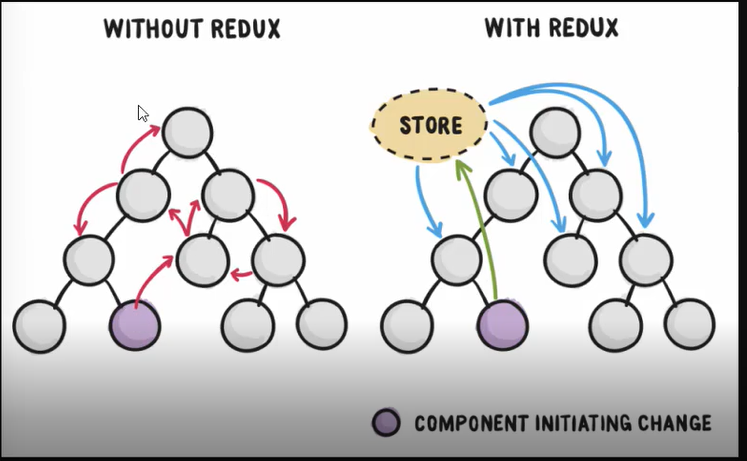 WITHOUT REDUX
WITH REDUX
STORE
COMPONENT INITIATING CHANGE